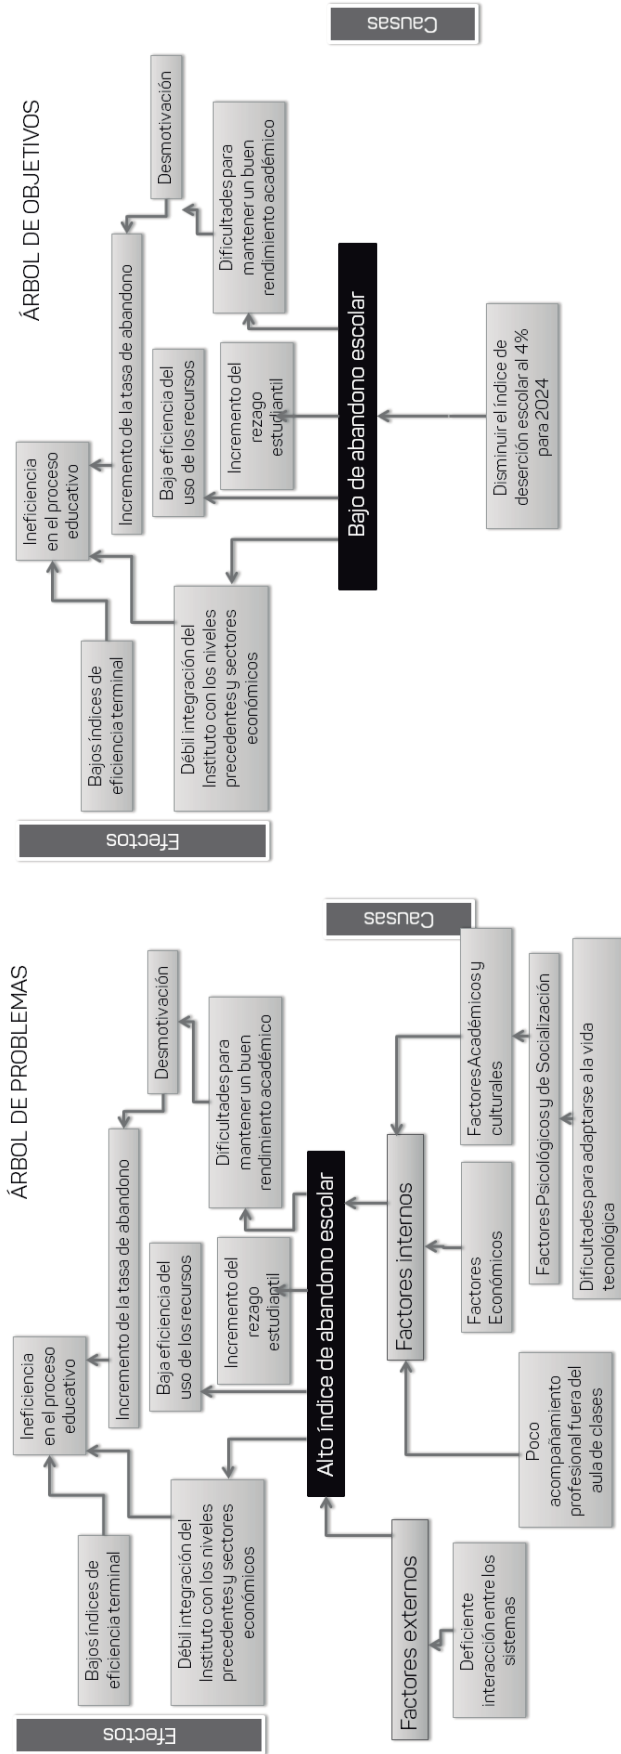 ÁRBOL DE PROBLEMAS
Efectos
Ineficiencia
en el proceso
educativo
Bajos índices de
eficiencia terminal
Incremento de la tasa de abandono
Desmotivación
Débil integración del
Instituto con los niveles
precedentes y sectores
económicos
Baja eficiencia del
uso de los recursos
Incremento del
rezago
estudiantil
Dificultades para
mantener un buen
rendimiento académico
Alto índice de abandono escolar
Causas
Factores externos
Factores internos
Deficiente
interacción entre los
sistemas
Factores
Económicos
Factores Académicos y
culturales
Poco
acompañamiento
profesional fuera del
aula de clases
Factores Psicológicos y de Socialización
Dificultades para adaptarse a la vida
tecnológica
ÁRBOL DE OBJETIVOS
Efectos
Ineficiencia
en el proceso
educativo
Bajos índices de
eficiencia terminal
Incremento de la tasa de abandono
Desmotivación
Débil integración del
Instituto con los niveles
precedentes y sectores
económicos
Baja eficiencia del
uso de los recursos
Incremento del
rezago
estudiantil
Dificultades para
mantener un buen
rendimiento académico
Bajo de abandono escolar
Causas
Disminuir el índice de
deserción escolar al 4%
para 2024